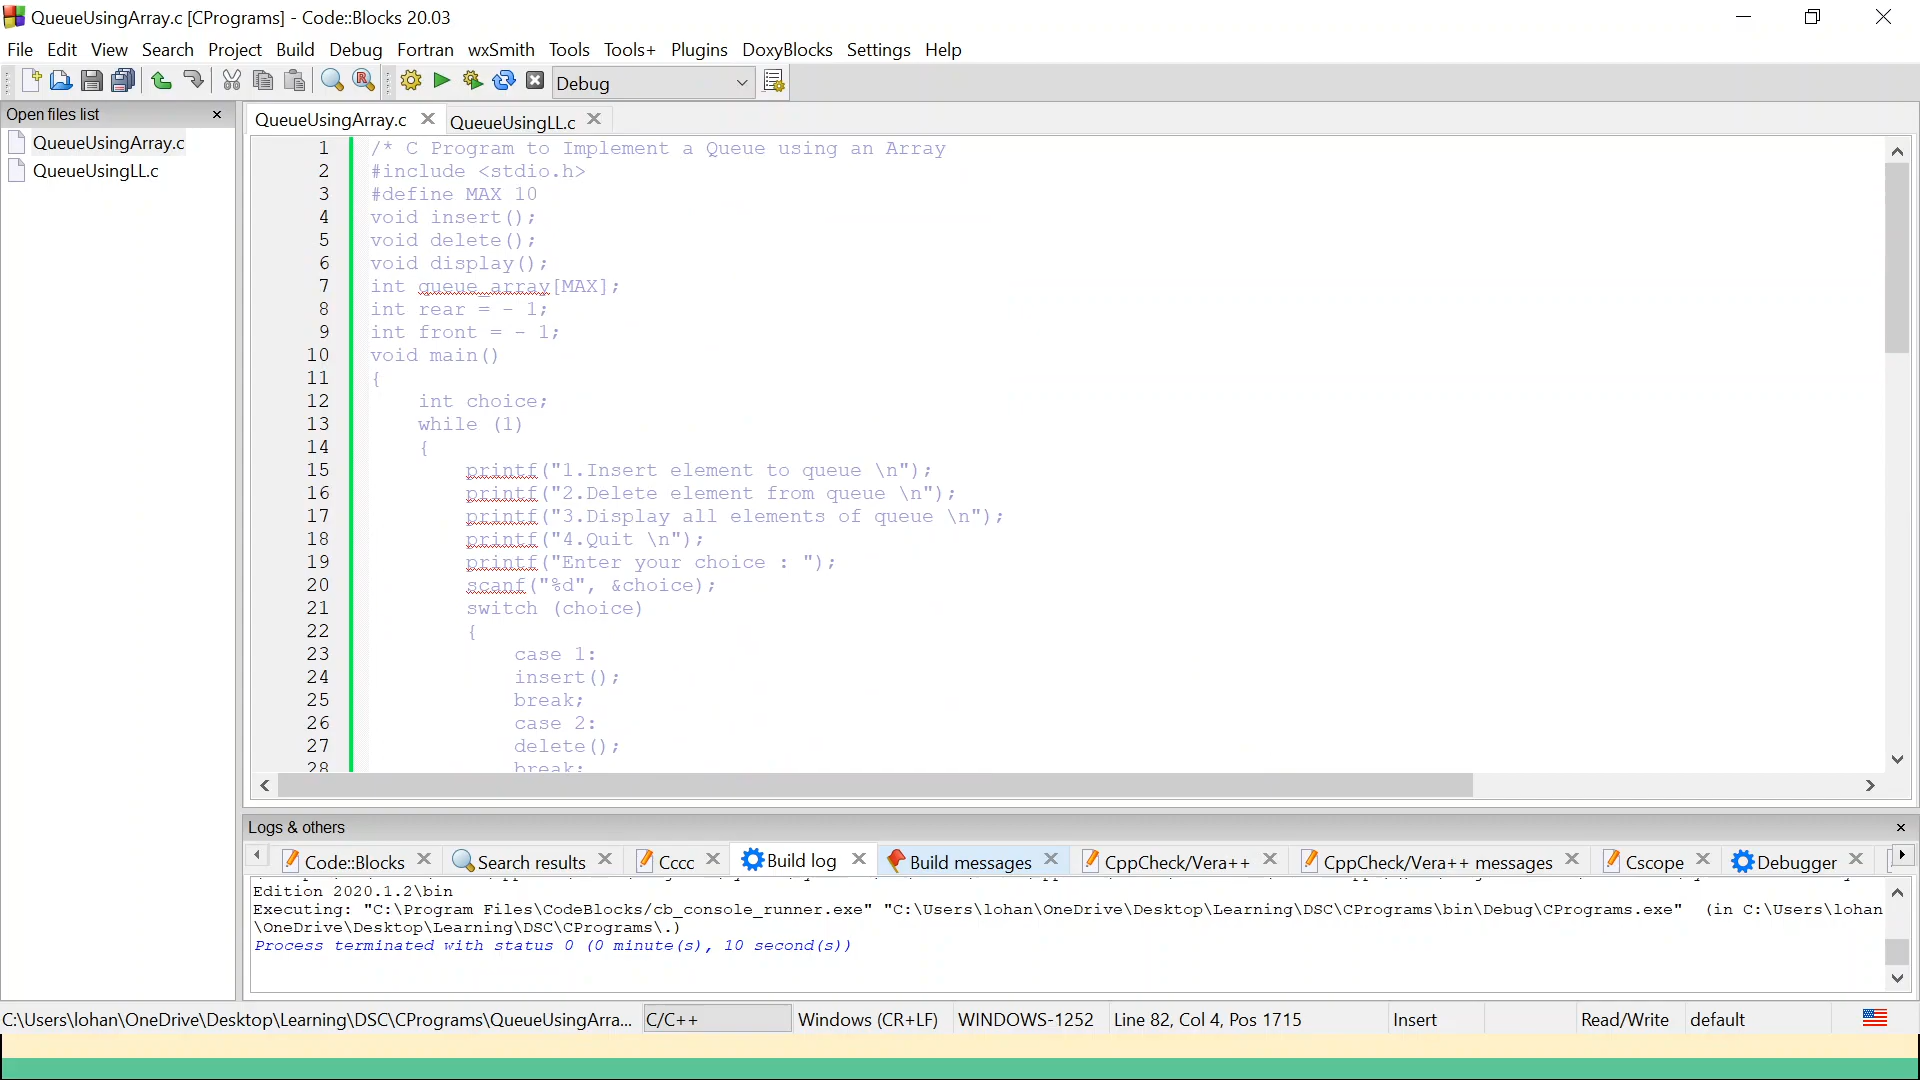 QueueUsingArray.c [CPrograms] - Code::Blocks 20.03
File Edit View Search Project Build Debug Fortran wxSmith Tools Tools+ Plugins DoxyBlocks Settings Help
Debug
Open files list
QueueUsingArray.c
QueueUsingLL.c
QueueUsingArray.c QueueUsingLL.c
1 /* C Program to Implement a Queue using an Array
2 #include <stdio.h>
3 #define MAX 10
4 void insert();
5 void delete();
6 void display();
7 int queue_array[MAX];
8 int rear = - 1;
9 int front = - 1;
10 void main()
11 {
12 int choice;
13 while (1)
14 {
15 printf("1.Insert element to queue \n");
16 printf("2.Delete element from queue \n");
17 printf("3.Display all elements of queue \n");
18 printf("4.Quit \n");
19 printf("Enter your choice : ");
20 scanf("%d", &choice);
21 switch (choice)
22 {
23 case 1:
24 insert();
25 break;
26 case 2:
27 delete();
28 break;
Logs & others
Code::Blocks Search results Cccc Build log Build messages CppCheck/Vera++ CppCheck/Vera++ messages Cscope Debugger
Edition 2020.1.2\bin
Executing: "C:\Program Files\CodeBlocks/cb_console_runner.exe" "C:\Users\lohan\OneDrive\Desktop\Learning\DSC\CPrograms\bin\Debug\CPrograms.exe" (in C:\Users\lohan
\OneDrive\Desktop\Learning\DSC\CPrograms\.)
Process terminated with status 0 (0 minute(s), 10 second(s))
C:\Users\lohan\OneDrive\Desktop\Learning\DSC\CPrograms\QueueUsingArra... C/C++ Windows (CR+LF) WINDOWS-1252 Line 82, Col 4, Pos 1715 Insert Read/Write default